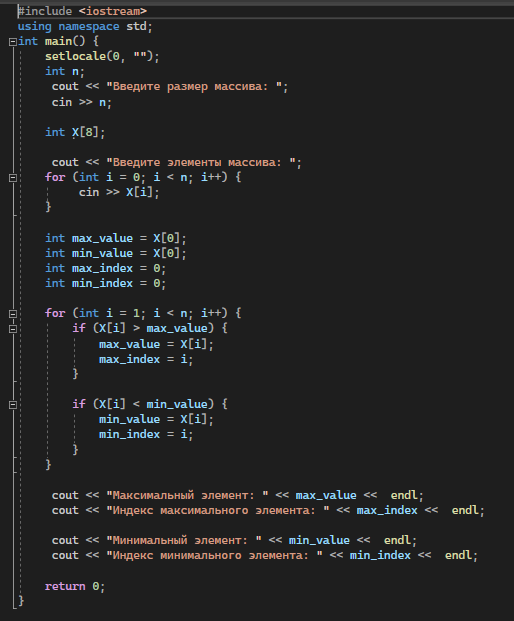 #include <iostream>
using namespace std;
int main() {
    setlocale(0, "");
    int n;
     cout << "Введите размер массива: ";
     cin >> n;

    int X[8];

     cout << "Введите элементы массива: ";
    for (int i = 0; i < n; i++) {
         cin >> X[i];
    }

    int max_value = X[0];
    int min_value = X[0];
    int max_index = 0;
    int min_index = 0;

    for (int i = 1; i < n; i++) {
        if (X[i] > max_value) {
            max_value = X[i];
            max_index = i;
        }

        if (X[i] < min_value) {
            min_value = X[i];
            min_index = i;
        }
    }

     cout << "Максимальный элемент: " << max_value <<  endl;
     cout << "Индекс максимального элемента: " << max_index <<  endl;

     cout << "Минимальный элемент: " << min_value <<  endl;
     cout << "Индекс минимального элемента: " << min_index <<  endl;

    return 0;
}